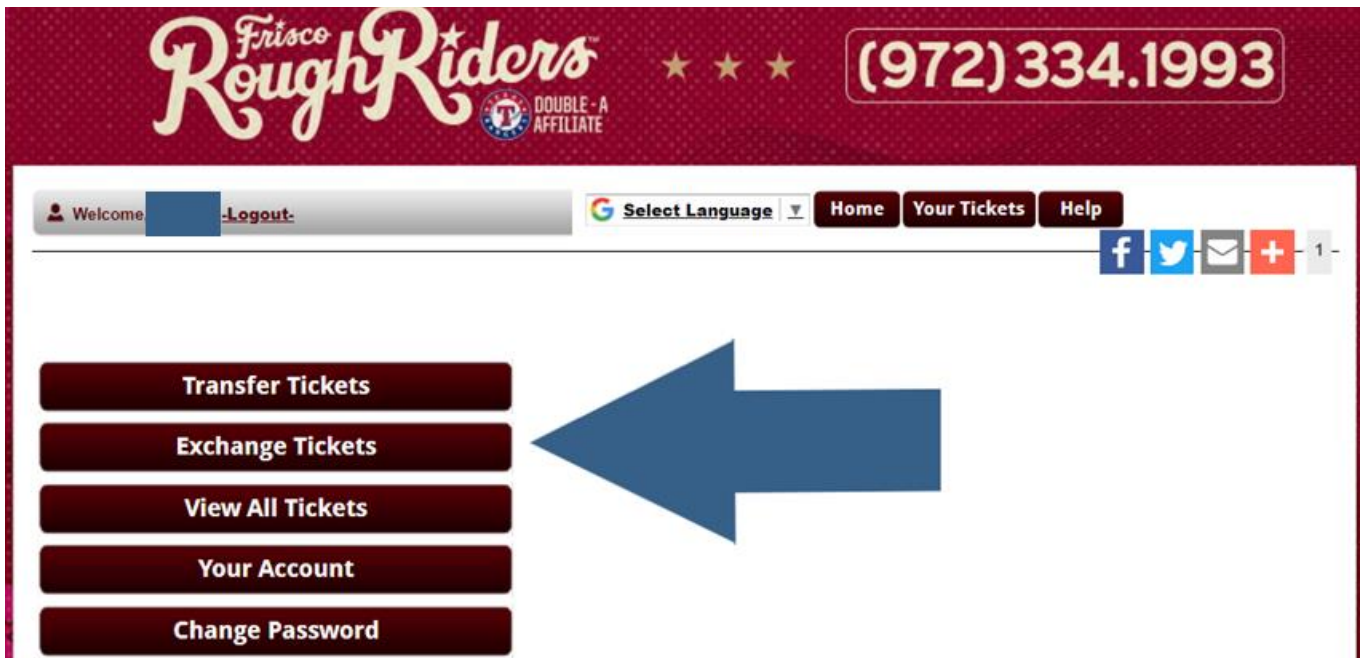 Frisco
RoughRiders™
T
DOUBLE-A
AFFILIATE
(972) 334.1993
Welcome, -Logout-
G Select Language ▼ Home Your Tickets Help
f + 1
Transfer Tickets
Exchange Tickets
View All Tickets
Your Account
Change Password